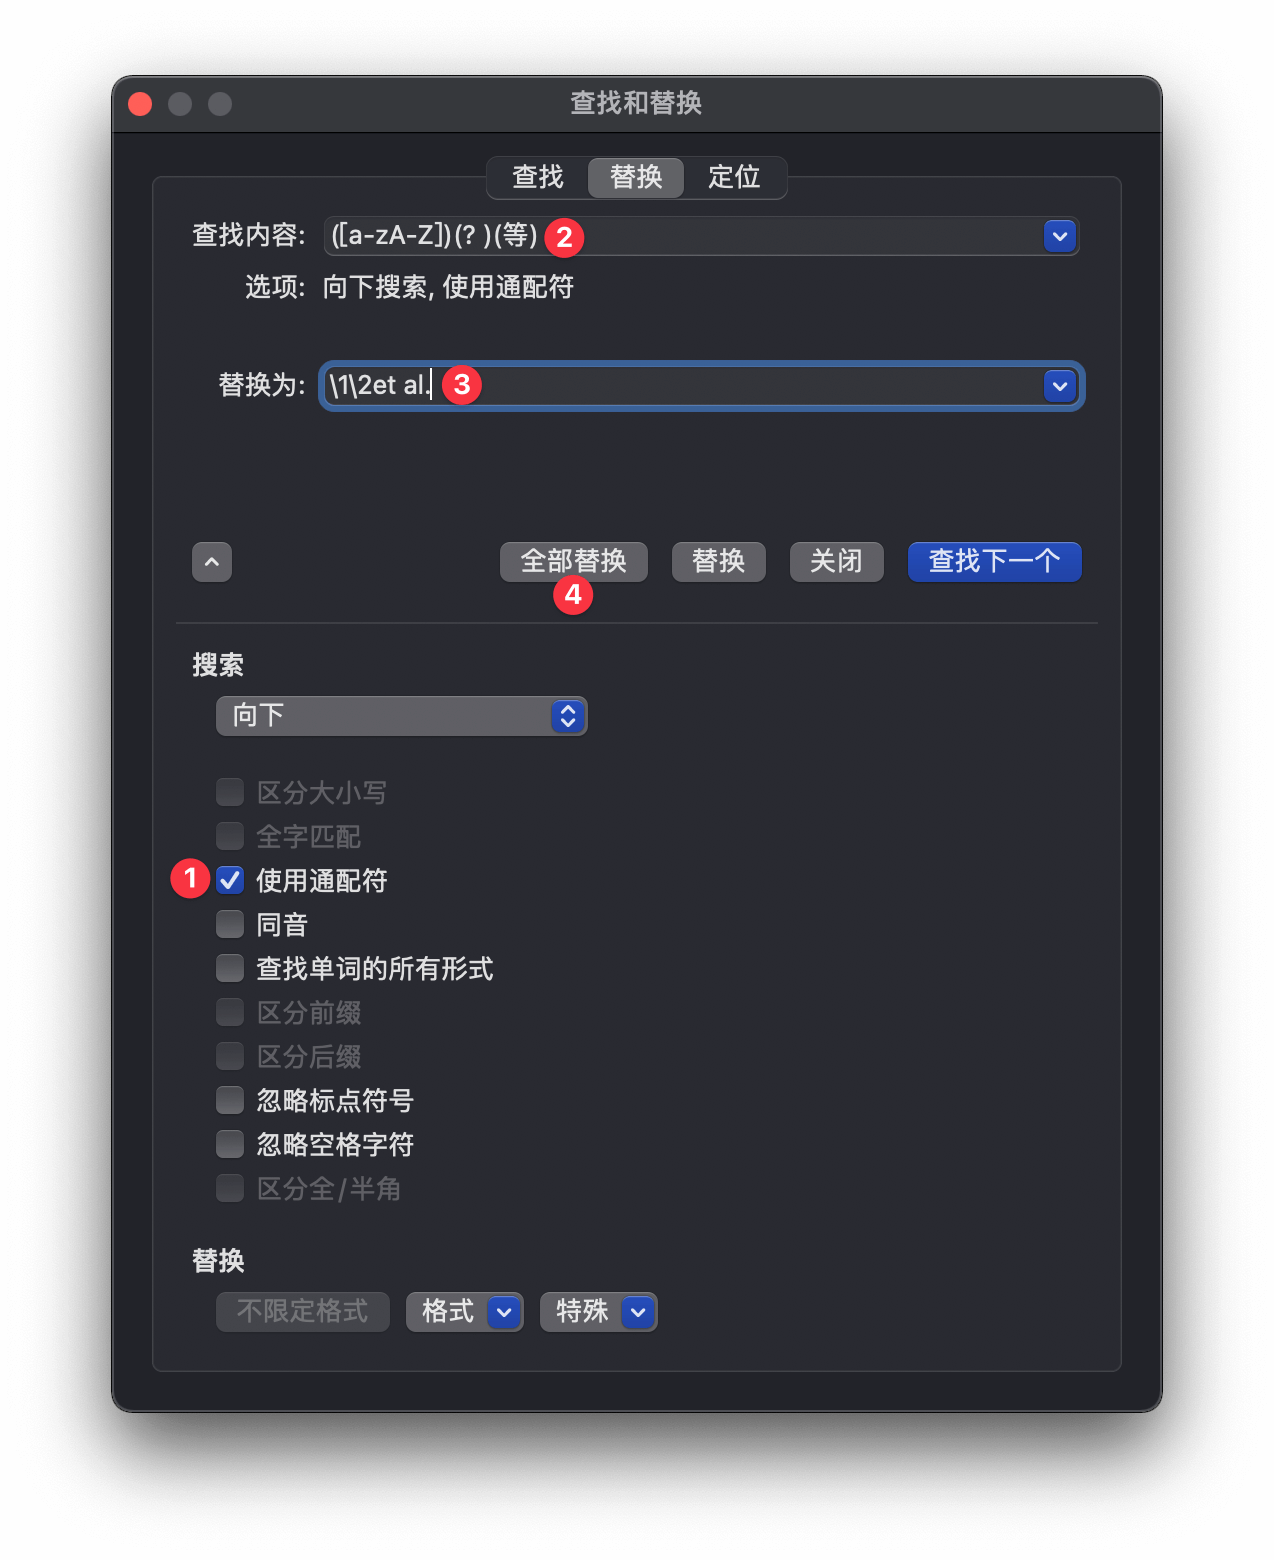 查找和替换
查找 替换 定位
查找内容: ([a-zA-Z])(? )(等) 2
选项: 向下搜索, 使用通配符
替换为: \1\2et al. 3
全部替换 替换 关闭 查找下一个
4
搜索
向下
区分大小写
全字匹配
1 使用通配符
同音
查找单词的所有形式
区分前缀
区分后缀
忽略标点符号
忽略空格字符
区分全/半角
替换
不限定格式 格式 特殊